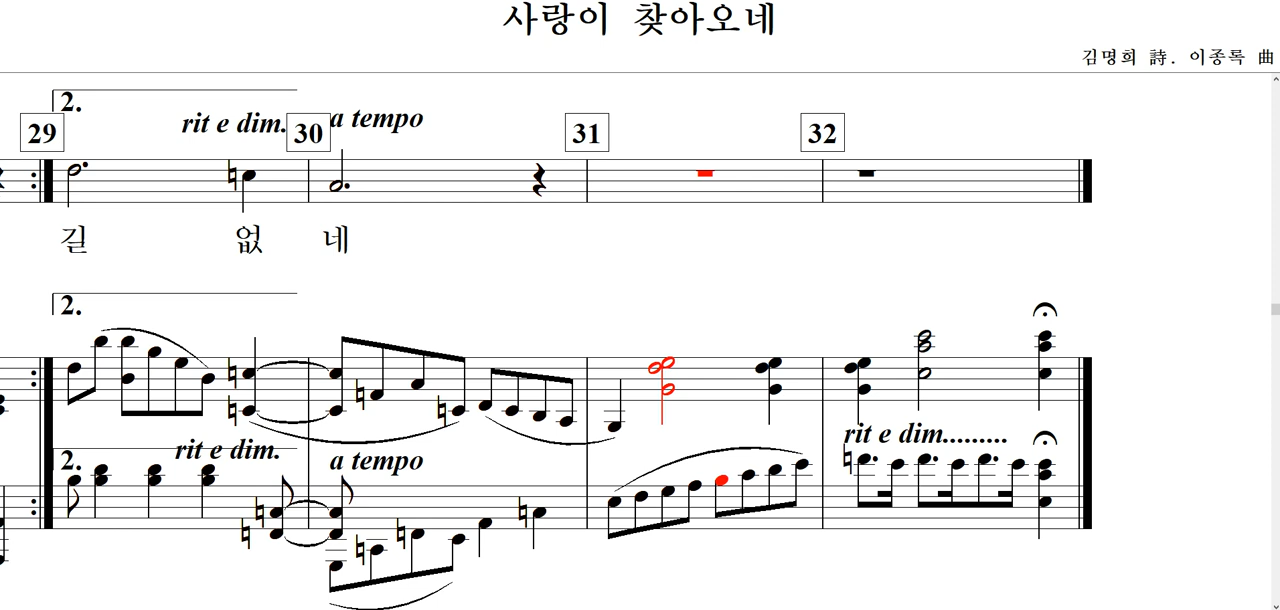 사랑이 찾아오네
김명희 詩. 이종록 曲
2.
29 rit e dim. 30 a tempo 31 32
길 없 네
2.
rit e dim.........
2. rit e dim. a tempo